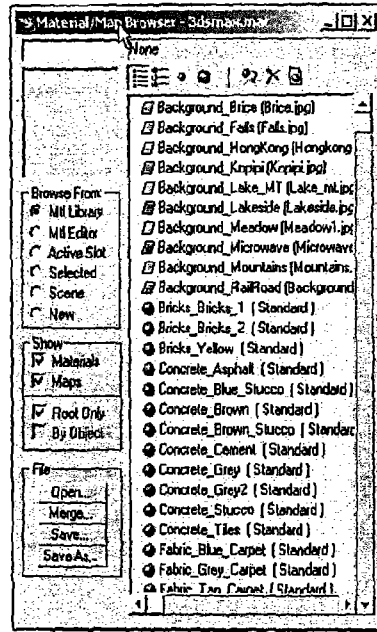 Material/Map Browser - 3dsmax.mat
None
Browse From:
Mtl Library
Mtl Editor
Active Slot
Selected
Scene
New
Show
Materials
Maps
Root Only
By Object
File
Open...
Merge...
Save...
Save As...
Background_Brice (Brice.jpg)
Background_Falls (Falls.jpg)
Background_HongKong (Hongkong
Background_Knpipi (Knpipi.jpg)
Background_Lake_MT (Lake_mt.jpg
Background_Lakeside (Lakeside.jpg
Background_Meadow (Meadow1.jpg
Background_Microwave (Microwave
Background_Mountains (Mountains.
Background_RailRoad (Background
Bricks_Bricks_1 ( Standard )
Bricks_Bricks_2 ( Standard )
Bricks_Yellow ( Standard )
Concrete_Asphalt ( Standard )
Concrete_Blue_Stucco ( Standard )
Concrete_Brown ( Standard )
Concrete_Brown_Stucco ( Standard
Concrete_Cement ( Standard )
Concrete_Grey ( Standard )
Concrete_Grey2 ( Standard )
Concrete_Stucco ( Standard )
Concrete_Tiles ( Standard )
Fabric_Blue_Carpet ( Standard )
Fabric_Grey_Carpet ( Standard )
Fabric_Tan_Carpet ( Standard )